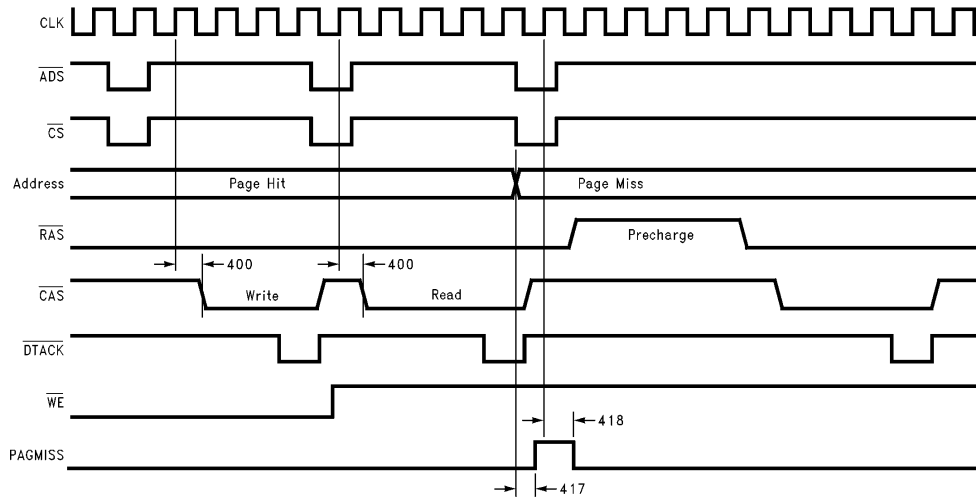 CLK
ADS
CS
Address Page Hit Page Miss
RAS Precharge
400 400
CAS Write Read
DTACK
WE
418
PAGMISS
417